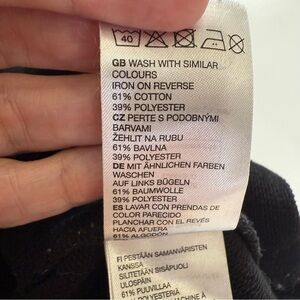 40
GB WASH WITH SIMILAR
COLOURS
IRON ON REVERSE
61% COTTON
39% POLYESTER
CZ PERTE S PODOBNÝMI
BARVAMI
ŽEHLIT NA RUBU
61% BAVLNA
39% POLYESTER
DE MIT ÄHNLICHEN FARBEN
WASCHEN
AUF LINKS BÜGELN
61% BAUMWOLLE
39% POLYESTER
ES LAVAR CON PRENDAS DE
COLOR PARECIDO
PLANCHAR CON EL REVÉS
HACIA AFUERA
61% ALGODÓN
FI PESTÄÄN SAMANVÄRISTEN
KANSSA
SILITETÄÄN SISÄPUOLI
ULOSPÄIN
61% PUUVILLAA